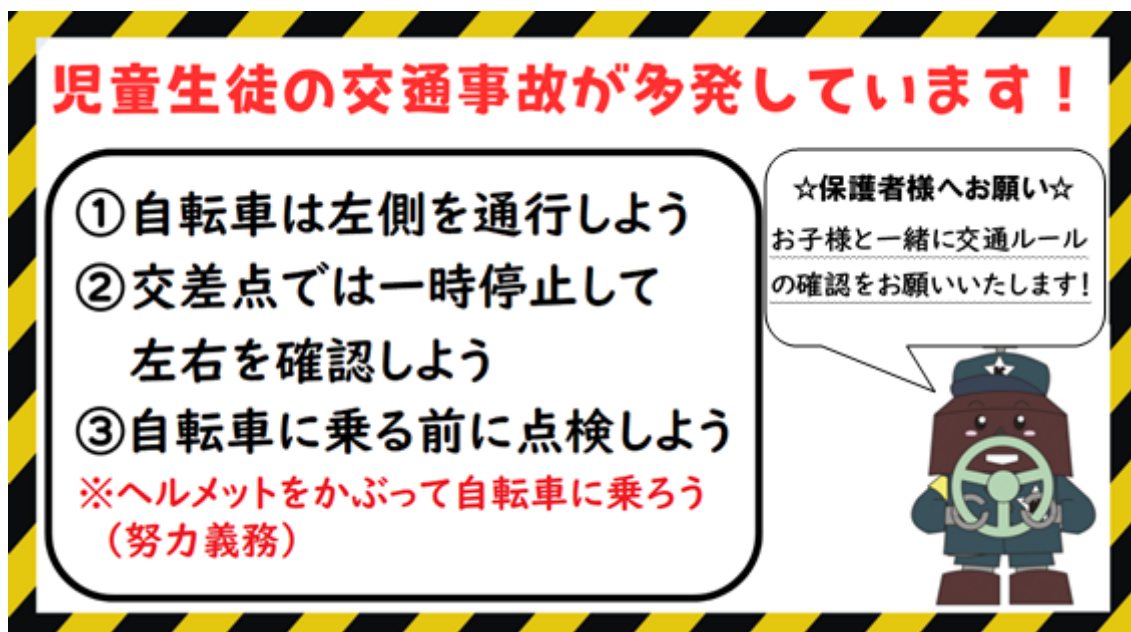 児童生徒の交通事故が多発しています！
①自転車は左側を通行しよう
②交差点では一時停止して
左右を確認しよう
③自転車に乗る前に点検しよう
※ヘルメットをかぶって自転車に乗ろう
（努力義務）
☆保護者様へお願い☆
お子様と一緒に交通ルール
の確認をお願いいたします！